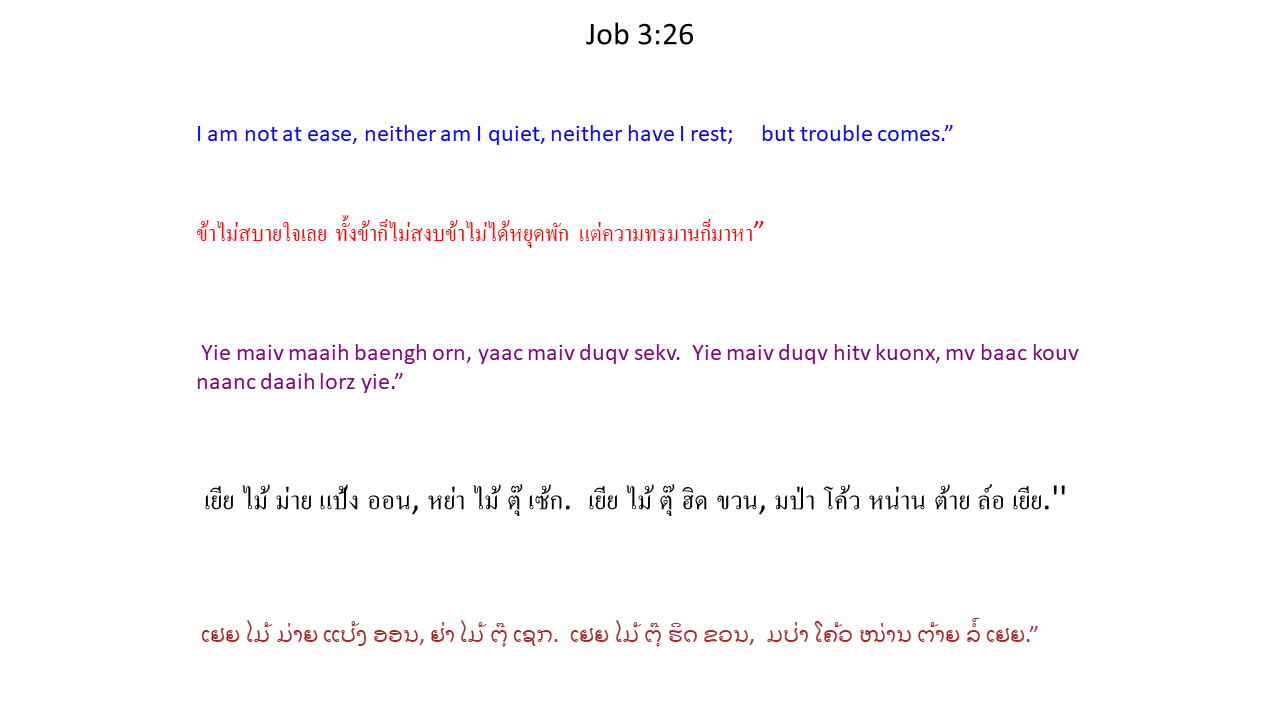 Job 3:26
I am not at ease, neither am I quiet, neither have I rest;     but trouble comes.”
ข้าไม่สบายใจเลย ทั้งข้าก็ไม่สงบข้าไม่ได้หยุดพัก แต่ความทรมานก็มาหา”
Yie maiv maaih baengh orn, yaac maiv duqv sekv.  Yie maiv duqv hitv kuonx, mv baac kouv
naanc daaih lorz yie.”
เยีย ไม้ ม่าย แป้ง ออน, หย่า ไม้ ตุ๊ เซ้ก.  เยีย ไม้ ตุ๊ ฮิด ขวน, มป่า โค้ว หน่าน ต้าย ล์อ เยีย."
ເຢຍ ໄມ້ ມ່າຍ ແປ້ງ ອອນ, ຢ່າ ໄມ້ ຕຸ໊ ເຊຸກ.  ເຢຍ ໄມ້ ຕຸ໊ ຮິດ ຂວນ,  ມປ່າ ໂຄ້ວ ໜ່ານ ຕ້າຍ ລໍ໌ ເຢຍ.”